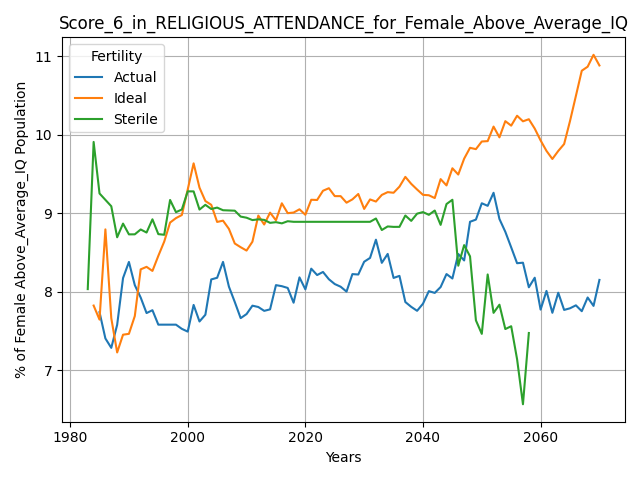 Score_6_in_RELIGIOUS_ATTENDANCE_for_Female_Above_Average_IQ
Fertility
Actual
Ideal
Sterile
% of Female Above_Average_IQ Population
11
10
9
8
7
1980
2000
2020
2040
2060
Years